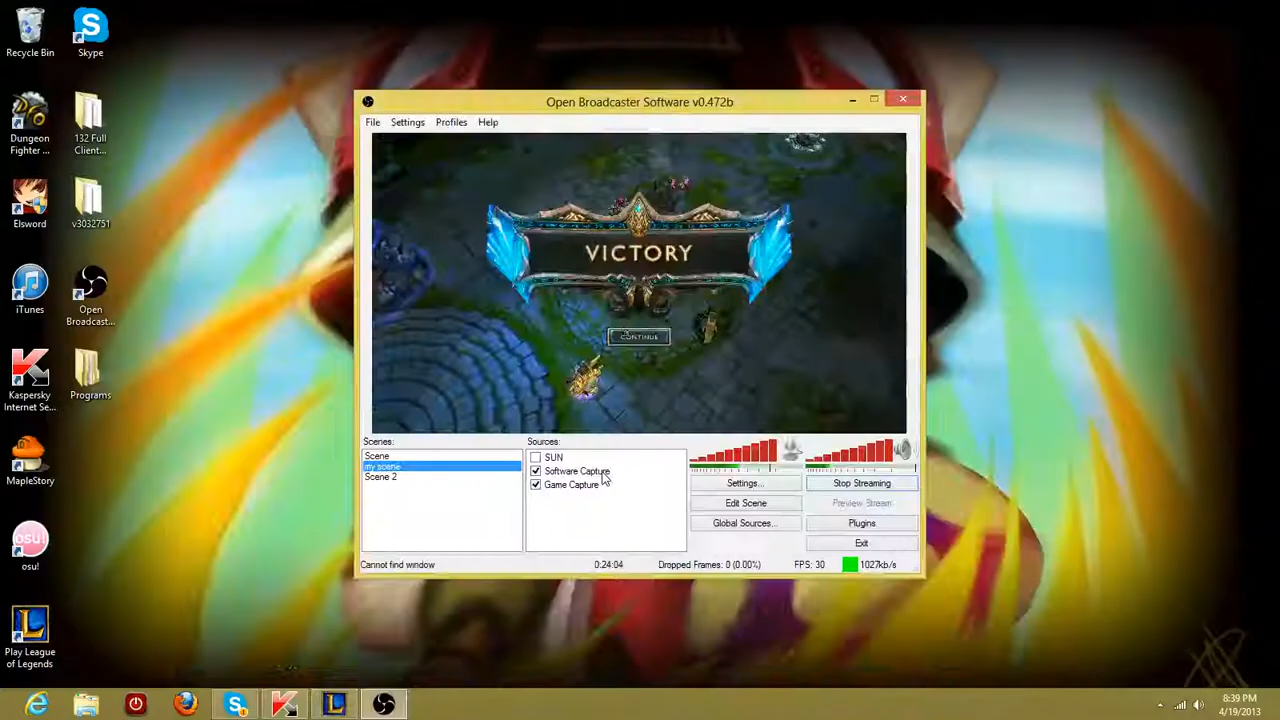 Recycle Bin
Skype
Dungeon Fighter ...
132 Full Client...
Elsword
v3032751
iTunes
Open Broadcast...
Kaspersky Internet Se...
Programs
MapleStory
osu!
Play League of Legends
Open Broadcaster Software v0.472b
File Settings Profiles Help
VICTORY
CONTINUE
Scenes:
Scene
my scene
Scene 2
Sources:
SUN
Software Capture
Game Capture
Settings...
Stop Streaming
Edit Scene
Preview Stream
Global Sources...
Plugins
Exit
Cannot find window
0:24:04
Dropped Frames: 0 (0.00%)
FPS: 30
1027kb/s
8:39 PM
4/19/2013